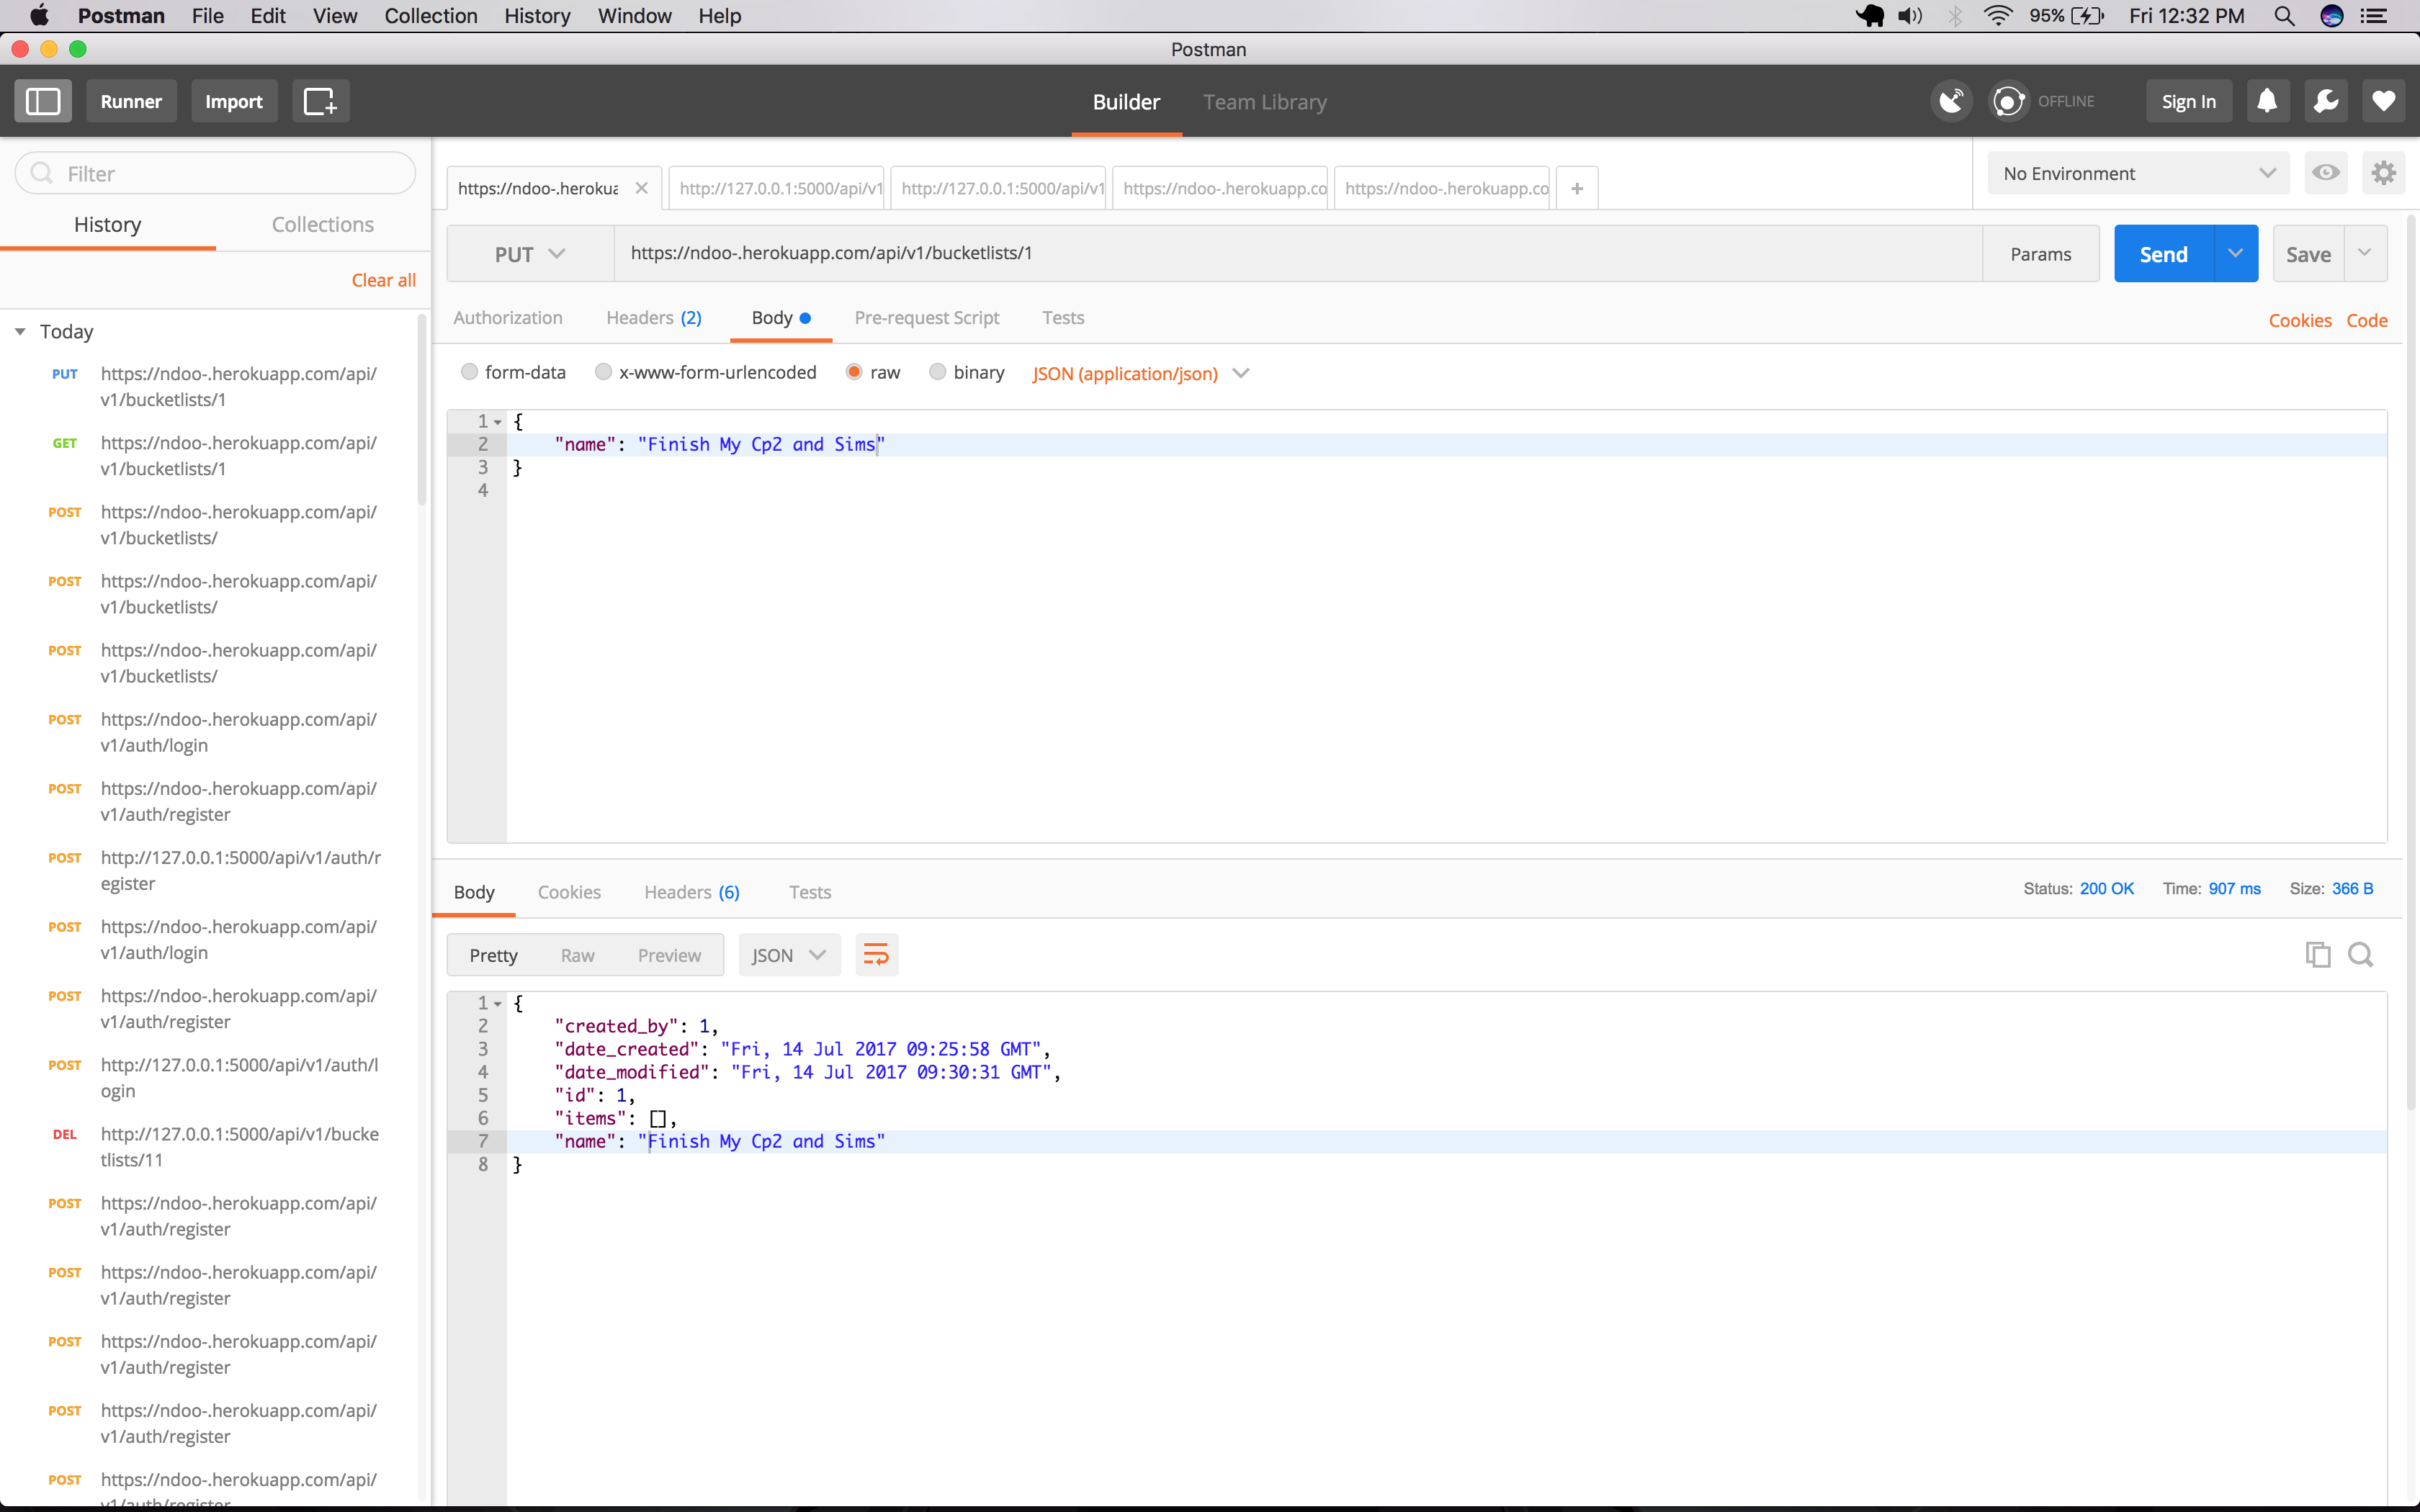 Postman File Edit View Collection History Window Help 95% Fri 12:32 PM
Postman
Runner Import Builder Team Library OFFLINE Sign In
Filter
https://ndoo-.heroku http://127.0.0.1:5000/api/v1 http://127.0.0.1:5000/api/v1 https://ndoo-.herokuapp.co https://ndoo-.herokuapp.co + No Environment
History Collections
Clear all
PUT https://ndoo-.herokuapp.com/api/v1/bucketlists/1 Params Send Save
Authorization Headers (2) Body Pre-request Script Tests Cookies Code
form-data x-www-form-urlencoded raw binary JSON (application/json)
1 {
2 "name": "Finish My Cp2 and Sims"
3 }
4
Today
PUT https://ndoo-.herokuapp.com/api/
v1/bucketlists/1
GET https://ndoo-.herokuapp.com/api/
v1/bucketlists/1
POST https://ndoo-.herokuapp.com/api/
v1/bucketlists/
POST https://ndoo-.herokuapp.com/api/
v1/bucketlists/
POST https://ndoo-.herokuapp.com/api/
v1/bucketlists/
POST https://ndoo-.herokuapp.com/api/
v1/auth/login
POST https://ndoo-.herokuapp.com/api/
v1/auth/register
POST http://127.0.0.1:5000/api/v1/auth/r
egister
POST https://ndoo-.herokuapp.com/api/
v1/auth/login
POST https://ndoo-.herokuapp.com/api/
v1/auth/register
POST http://127.0.0.1:5000/api/v1/auth/l
ogin
DEL http://127.0.0.1:5000/api/v1/bucke
tlists/11
POST https://ndoo-.herokuapp.com/api/
v1/auth/register
POST https://ndoo-.herokuapp.com/api/
v1/auth/register
POST https://ndoo-.herokuapp.com/api/
v1/auth/register
POST https://ndoo-.herokuapp.com/api/
v1/auth/register
POST https://ndoo-.herokuapp.com/api/
v1/auth/register
Body Cookies Headers (6) Tests Status: 200 OK Time: 907 ms Size: 366 B
Pretty Raw Preview JSON
1 {
2 "created_by": 1,
3 "date_created": "Fri, 14 Jul 2017 09:25:58 GMT",
4 "date_modified": "Fri, 14 Jul 2017 09:30:31 GMT",
5 "id": 1,
6 "items": [],
7 "name": "Finish My Cp2 and Sims"
8 }